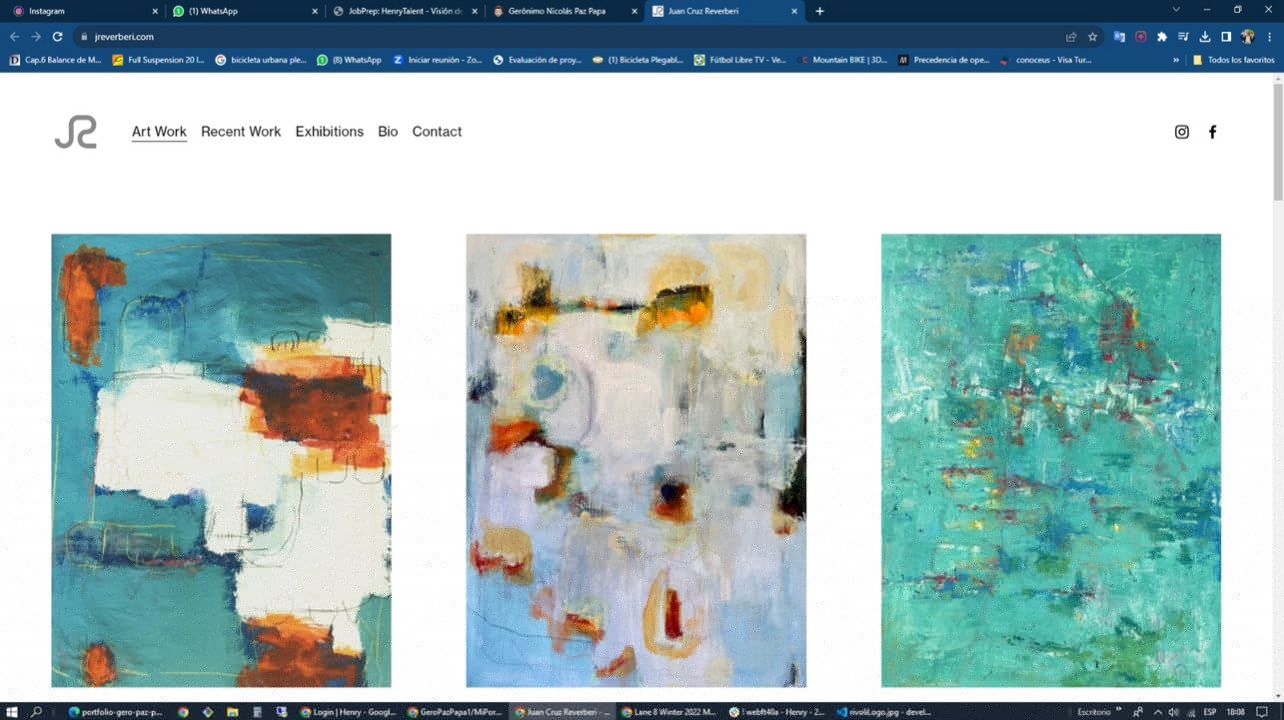 Instagram
(1) WhatsApp
JobPrep: HenryTalent - Visión d
Gerónimo Nicolás Paz Papa
Juan Cruz Reverberi
jreverberi.com
Cap.6 Balance de M...
Full Suspension 20 l...
bicicleta urbana ple...
(8) WhatsApp
Iniciar reunión - Zo...
Evaluación de proy...
(1) Bicicleta Plegabl...
Fútbol Libre TV - Ve...
Mountain BIKE | 3D...
Precedencia de ope...
conoceus - Visa Tur...
» Todos los favoritos
JR
Art Work
Recent Work
Exhibitions
Bio
Contact
portfolio-gero-paz-p...
Login | Henry - Googl...
GeroPazPapa1/MiPor...
Juan Cruz Reverberi - ...
Lane 8 Winter 2022 M...
! webft40a - Henry - 2...
rivoliLogo.jpg - devel...
Escritorio »
ESP
18:08